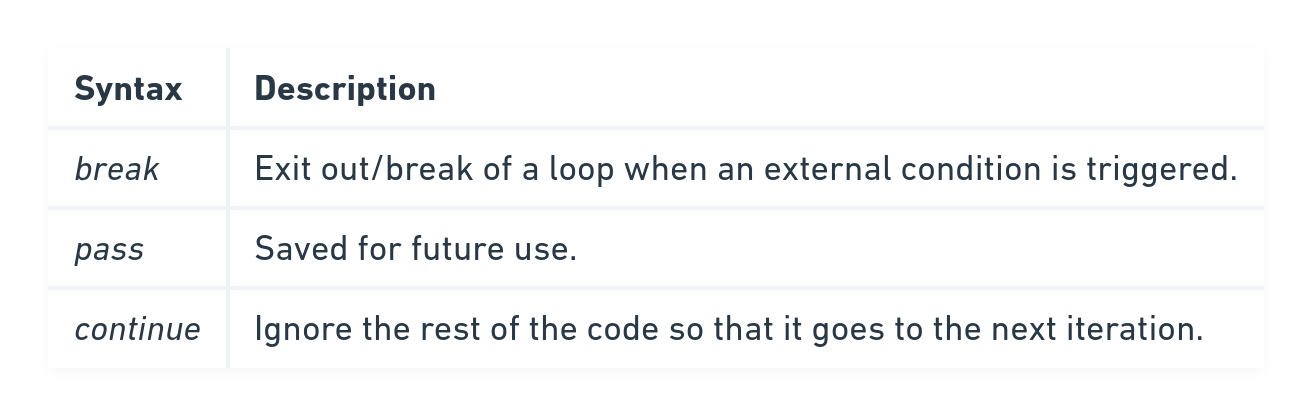 Syntax Description
break Exit out/break of a loop when an external condition is triggered.
pass Saved for future use.
continue Ignore the rest of the code so that it goes to the next iteration.